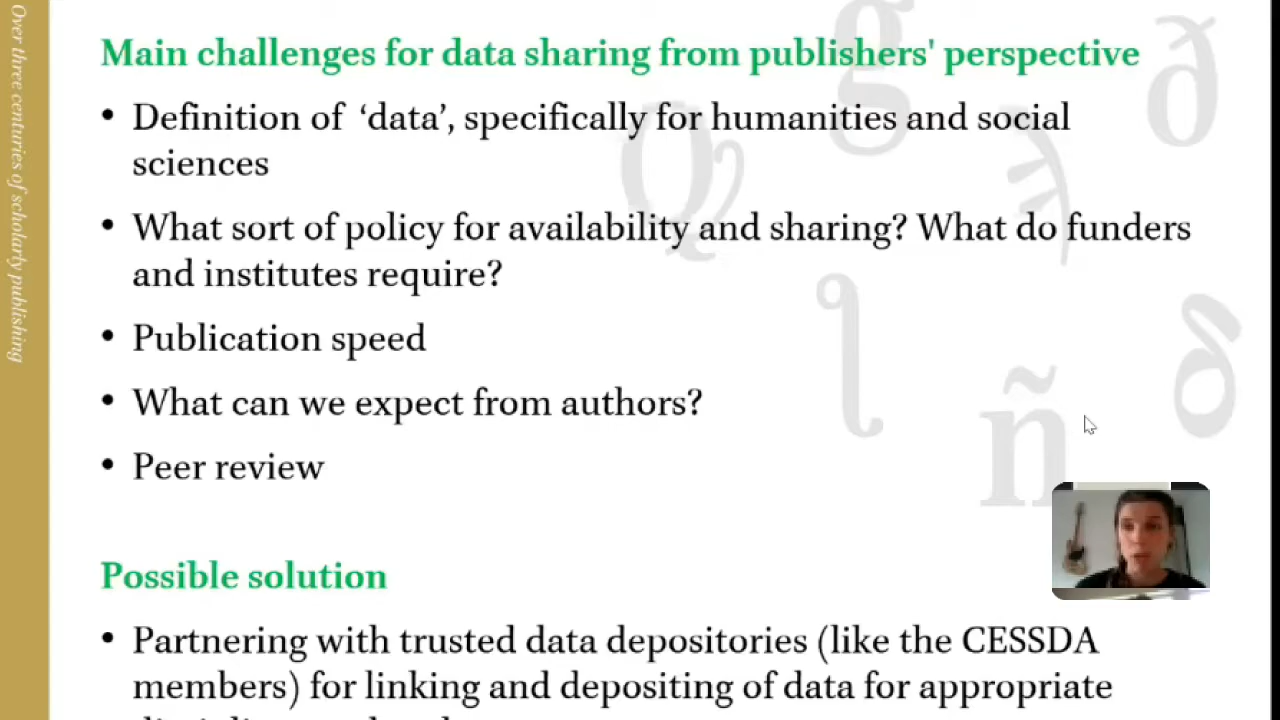 Over three centuries of scholarly publishing
Main challenges for data sharing from publishers' perspective
• Definition of ‘data’, specifically for humanities and social
sciences
• What sort of policy for availability and sharing? What do funders
and institutes require?
• Publication speed
• What can we expect from authors?
• Peer review
Possible solution
• Partnering with trusted data depositories (like the CESSDA
members) for linking and depositing of data for appropriate